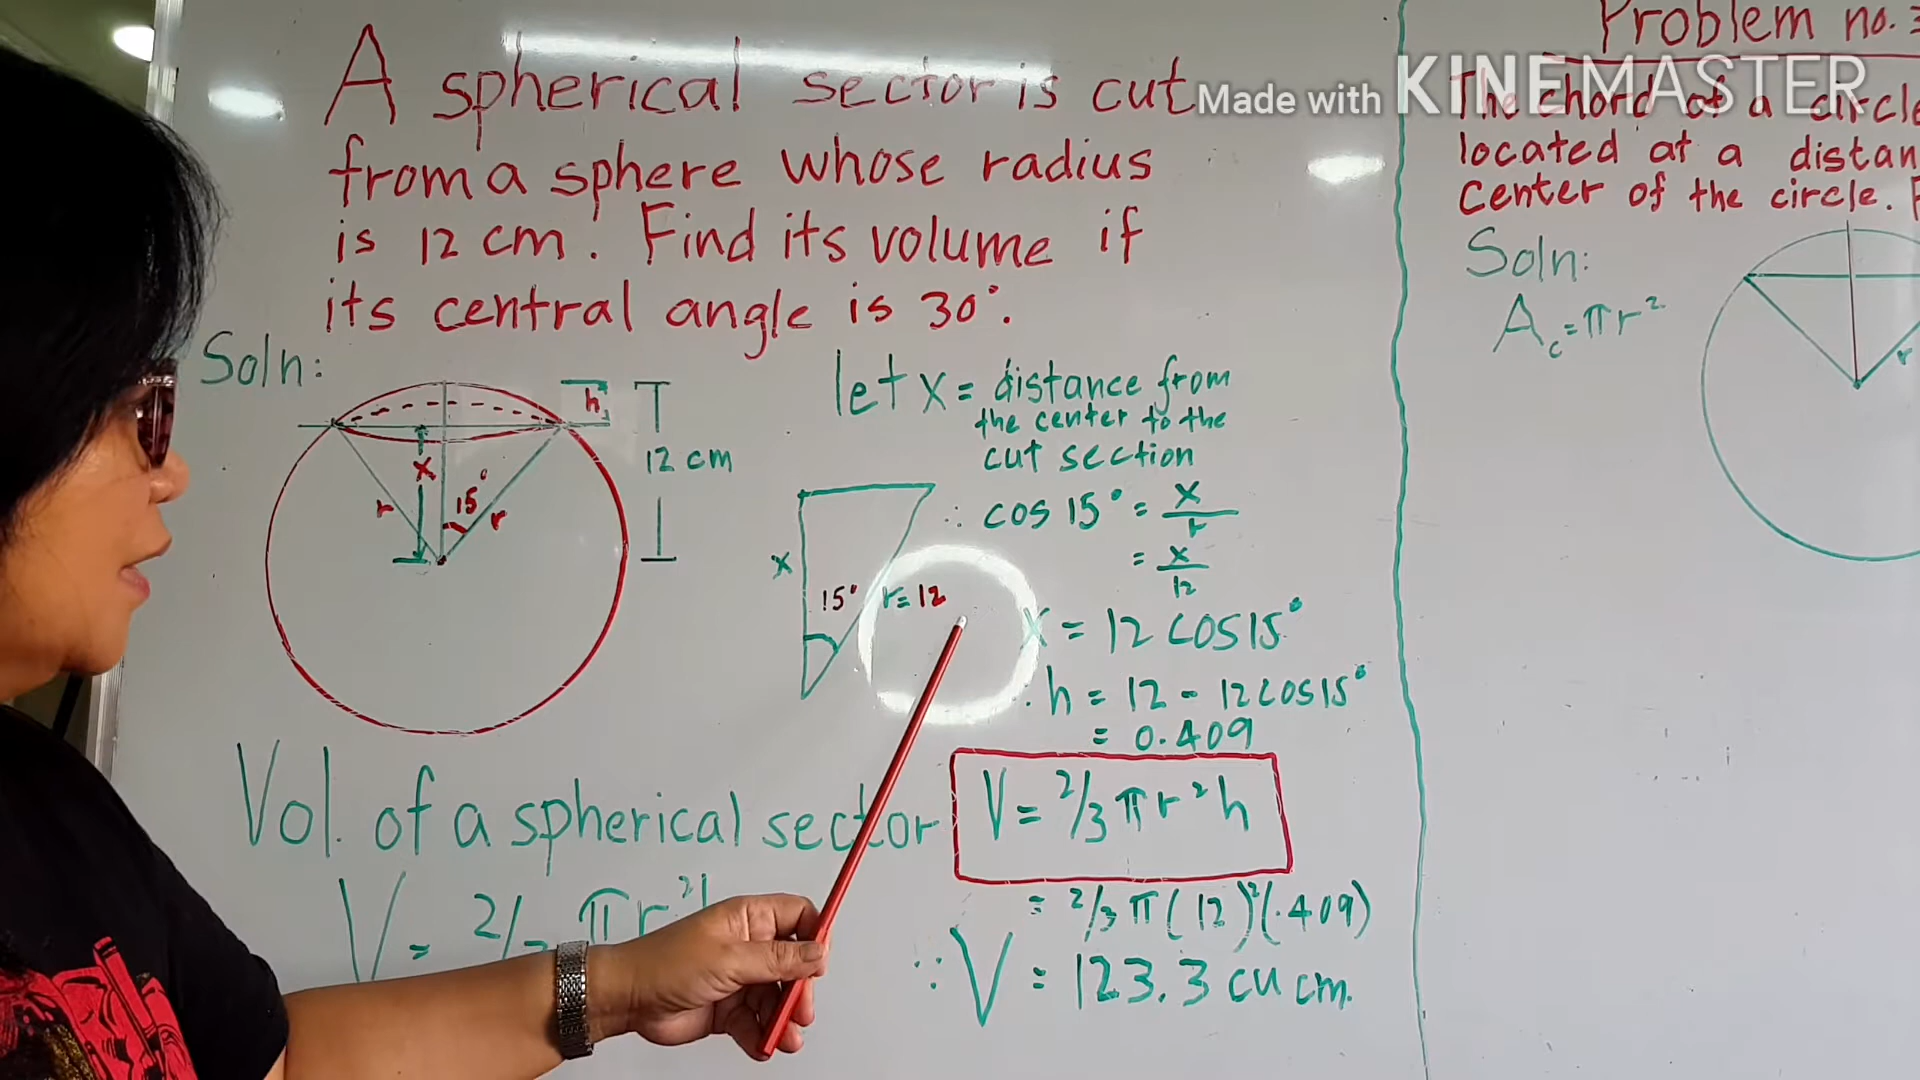 A spherical sector is cut
from a sphere whose radius
is 12 cm. Find its volume if
its central angle is 30°.
Soln:
h
12 cm
x
r
15°
r
let x = distance from
the center to the
cut section
x
15°
r = 12
∴ cos 15° = x/r
= x/12
x = 12 cos 15°
∴ h = 12 - 12 cos 15°
= 0.409
Vol. of a spherical sector
V = 2/3 πr²h
V = 2/3 πr²
= 2/3 π(12)²(.409)
∵ V = 123.3 cu cm.
Made with KINEMASTER
Problem no. 3
The chord of a circle
located at a distan
center of the circle.
Soln:
Ac = πr²
r